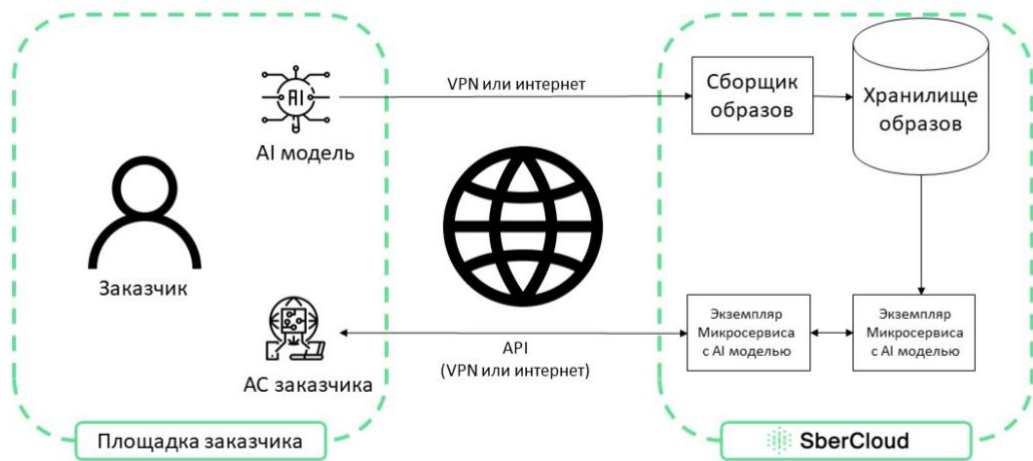 AI
AI модель
VPN или интернет
Сборщик
образов
Хранилище
образов
Заказчик
АС заказчика
API
(VPN или интернет)
Экземпляр
Микросервиса
с AI моделью
Экземпляр
Микросервиса
с AI моделью
Площадка заказчика
SberCloud